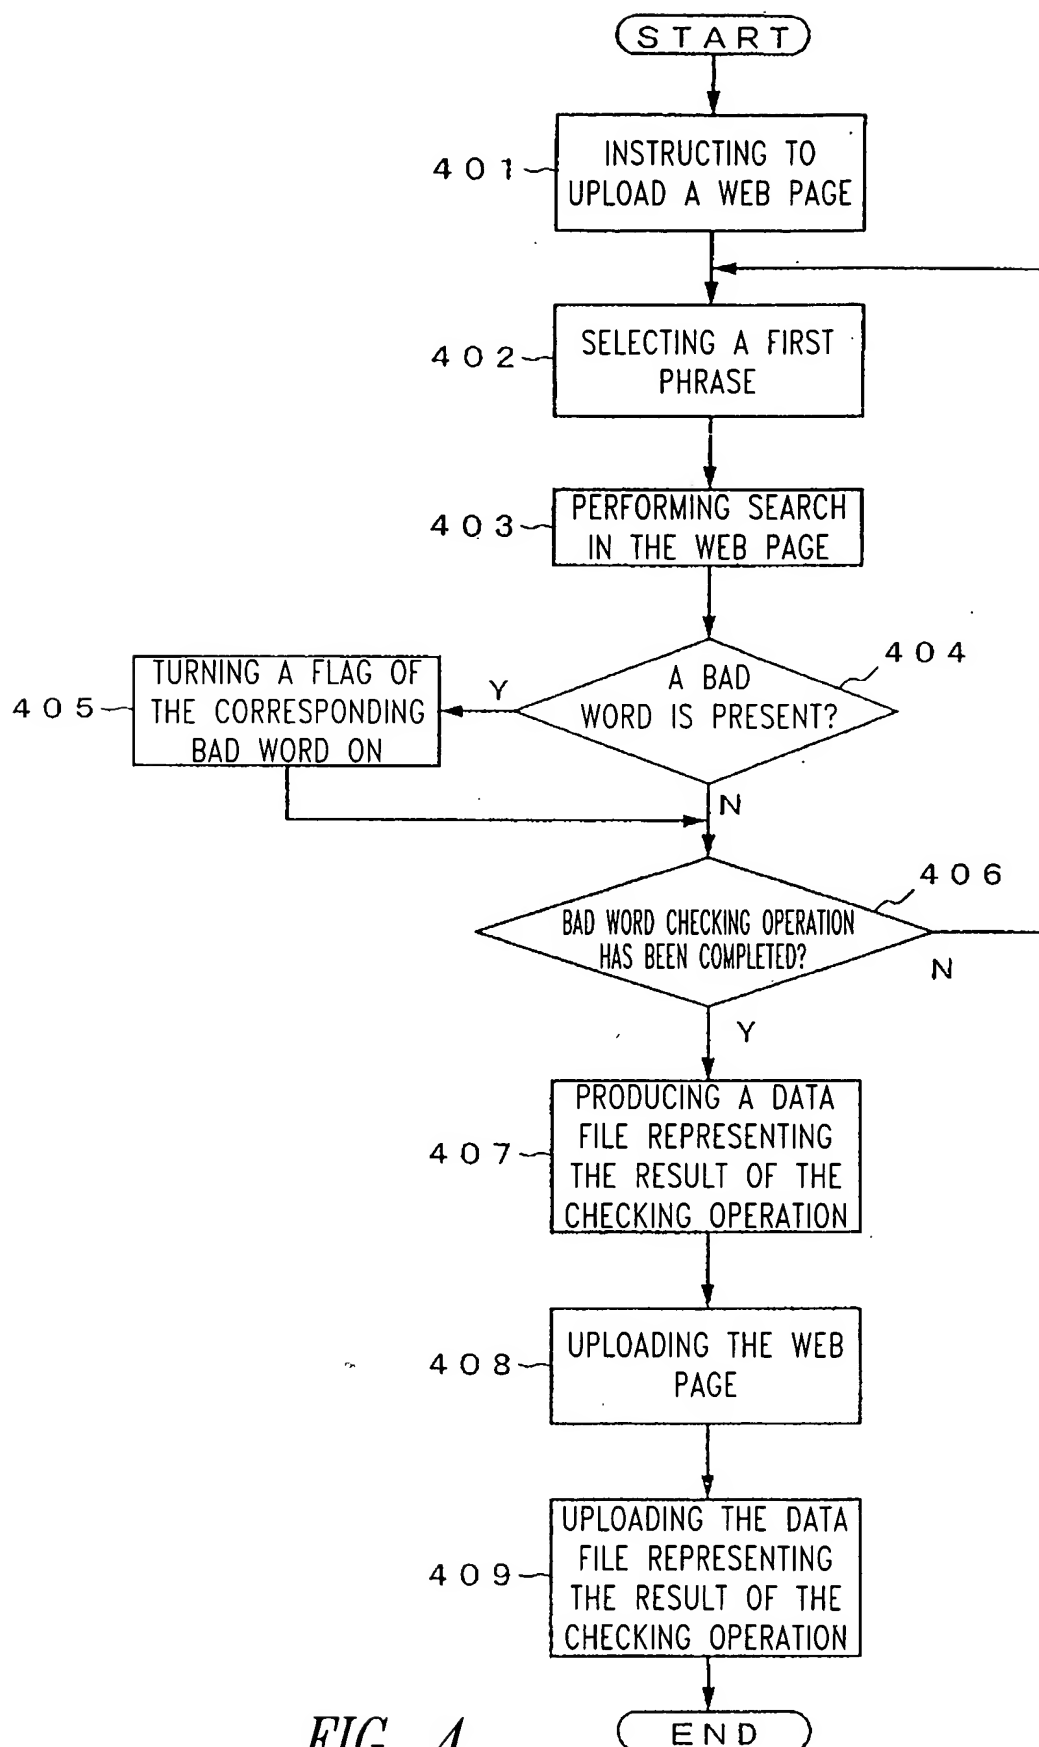 START
401
INSTRUCTING TO
UPLOAD A WEB PAGE
402
SELECTING A FIRST
PHRASE
403
PERFORMING SEARCH
IN THE WEB PAGE
404
A BAD
WORD IS PRESENT?
Y
N
405
TURNING A FLAG OF
THE CORRESPONDING
BAD WORD ON
406
BAD WORD CHECKING OPERATION
HAS BEEN COMPLETED?
N
Y
407
PRODUCING A DATA
FILE REPRESENTING
THE RESULT OF THE
CHECKING OPERATION
408
UPLOADING THE WEB
PAGE
409
UPLOADING THE DATA
FILE REPRESENTING
THE RESULT OF THE
CHECKING OPERATION
END
FIG. 4